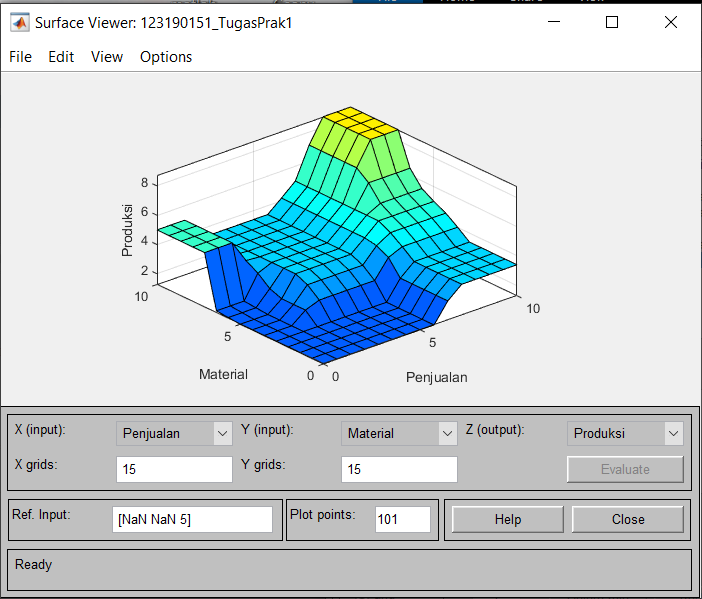 Surface Viewer: 123190151_TugasPrak1
File Edit View Options
8
6
4
2
Produksi
10
5
0
Material
0
5
10
Penjualan
X (input): Penjualan Y (input): Material Z (output): Produksi
X grids: 15 Y grids: 15 Evaluate
Ref. Input: [NaN NaN 5] Plot points: 101 Help Close
Ready